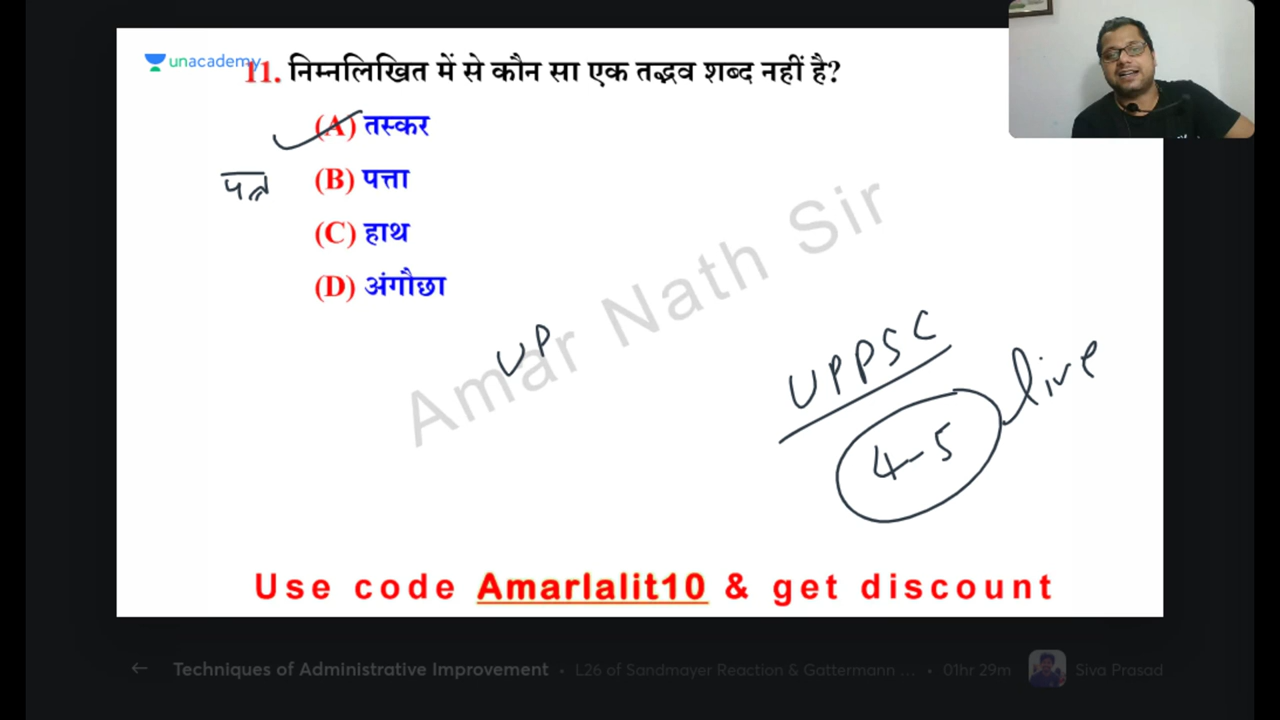 unacademy
11. निम्नलिखित में से कौन सा एक तद्भव शब्द नहीं है?
(A) तस्कर
पत्र (B) पत्ता
(C) हाथ
(D) अंगौछा
Amar Nath Sir
UP
UPPSC
4-5 live
Use code Amarlalit10 & get discount
← Techniques of Administrative Improvement • L26 of Sandmayer Reaction & Gattermann ... • 01hr 29m Siva Prasad